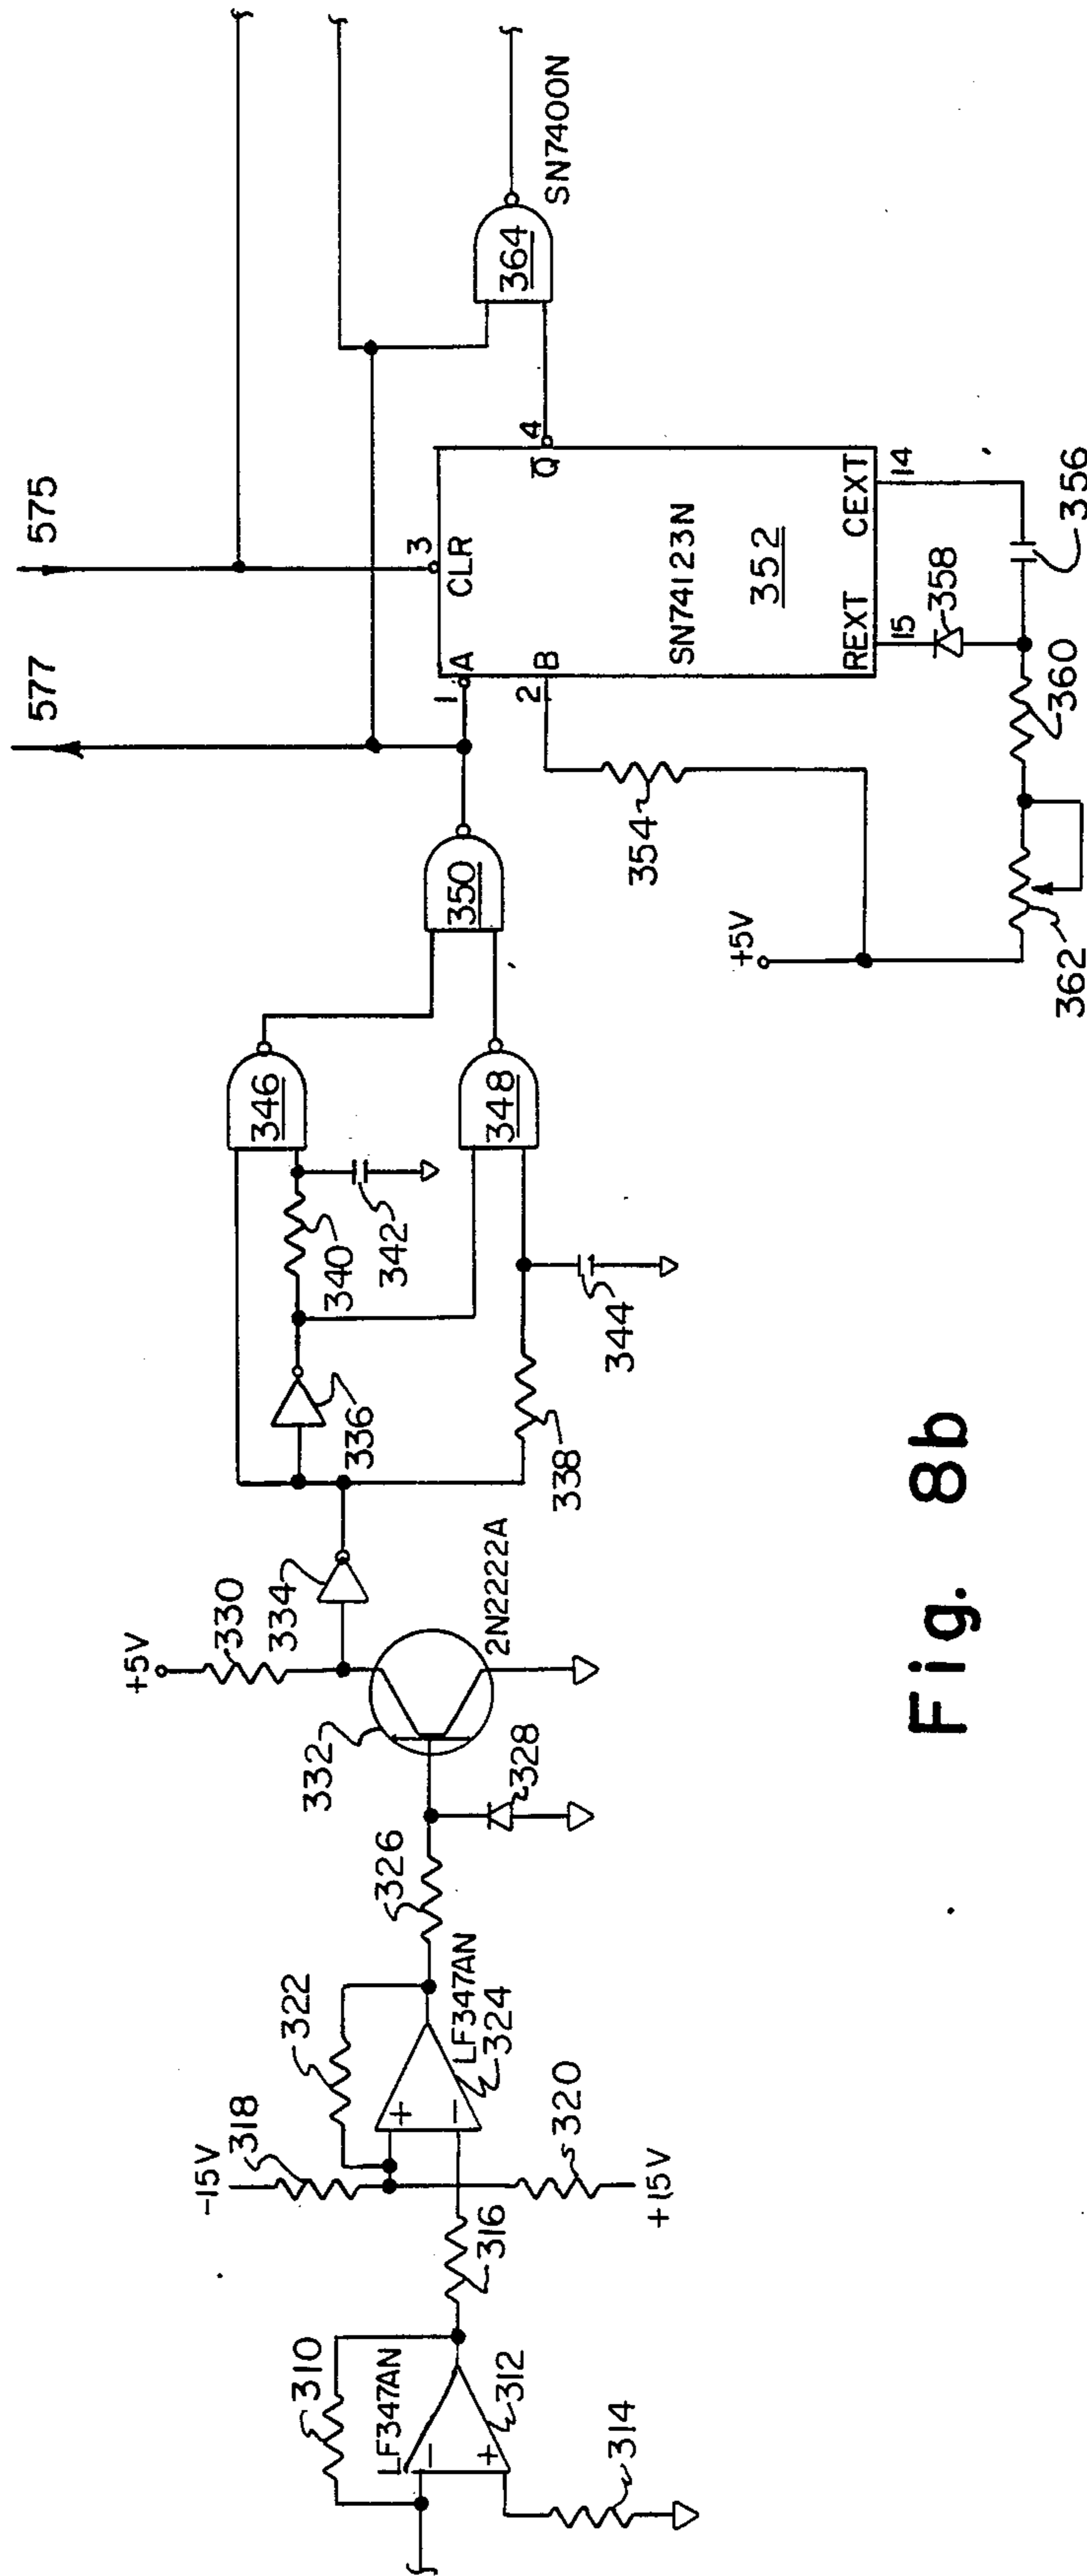 310
LF347AN
312
314
316
-15V
318
322
LF347AN
324
320
+15V
326
328
332
2N2222A
+5V
330
334
336
338
340
342
344
346
348
350
577
575
1
A
3
CLR
2
B
SN74123N
352
Q
4
REXT
CEXT
15
14
354
+5V
358
356
360
362
364
SN7400N
+
−
−
+
Fig. 8b